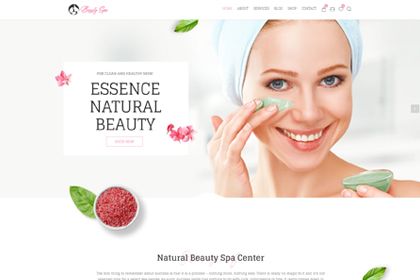 Beauty Spa
HOME ABOUT SERVICES BLOG SHOP CONTACT
FOR CLEAN AND HEALTHY SKIN!
ESSENCE
NATURAL
BEAUTY
SHOP NOW
Natural Beauty Spa Center